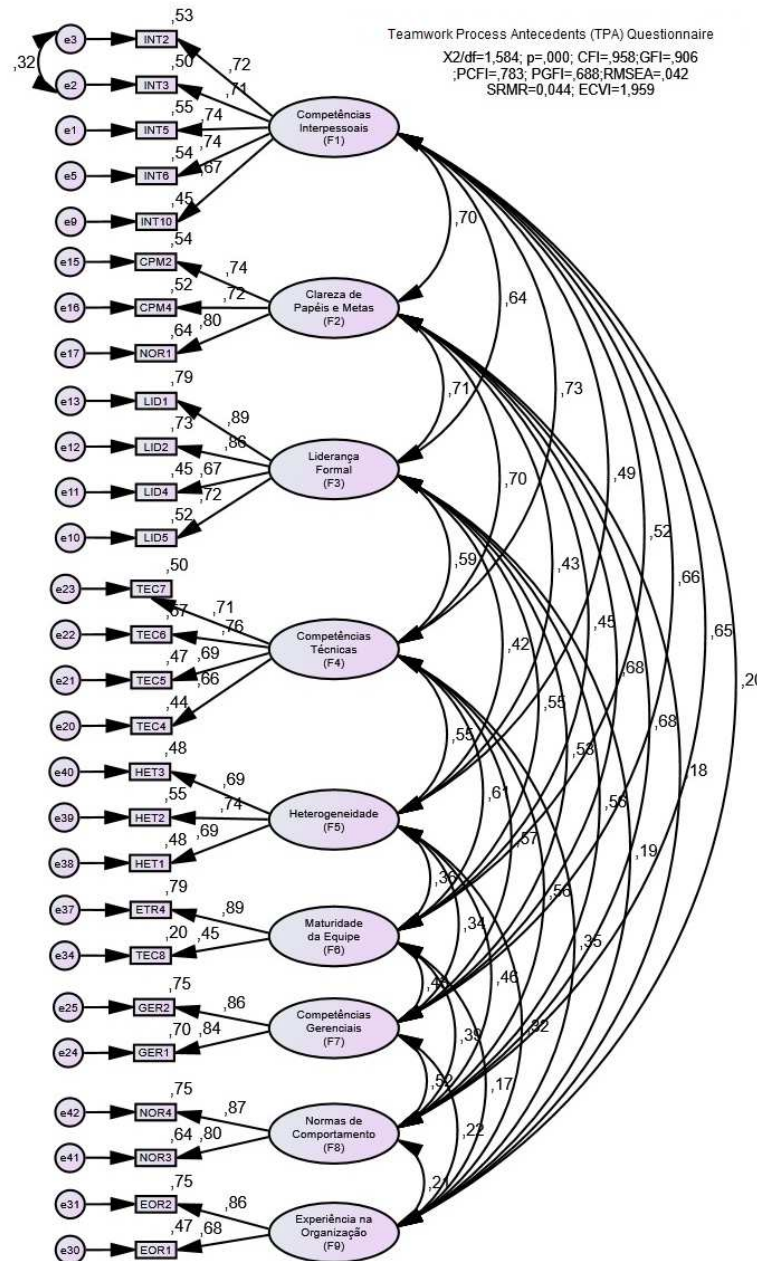 Teamwork Process Antecedents (TPA) Questionnaire
X2/df=1,584; p=,000; CFI=,958;GFI=,906
;PCFI=,783; PGFI=,688;RMSEA=,042
SRMR=0,044; ECVI=1,959
,53
e3 INT2
,32
,72
,50
e2 INT3
,71
,55
e1 INT5
,74
Competências
Interpessoais
(F1)
,54
,74
e5 INT6
,67
,45
e9 INT10
,70
,54
e15 CPM2
,74
,64
,52
Clareza de
Papéis e Metas
(F2)
e16 CPM4
,72
,64 ,80
e17 NOR1
,71
,73
,79
e13 LID1
,89
,73
e12 LID2
,86
Liderança
Formal
(F3)
,70
,49
,45 ,67
e11 LID4
,72
,52
e10 LID5
,52
,43
,59
,66
,50
e23 TEC7
,45
,71
,65
,67
e22 TEC6
,76
Competências
Técnicas
(F4)
,42
,68
,47 ,69
e21 TEC5
,66
,20
,44
e20 TEC4
,55
,68
,18
,48
e40 HET3
,55
,53
,69
,61
,56
,55
e39 HET2
,74
Heterogeneidade
(F5)
,57
,19
,48 ,69
e38 HET1
,36
,56
,79
e37 ETR4
,89
,34
,35
Maturidade
da Equipe
(F6)
,20 ,45
e34 TEC8
,46
,75
e25 GER2
,86
Competências
Gerenciais
(F7)
,39
,32
,70 ,84
e24 GER1
,52
,17
,75
e42 NOR4
,87
,22
Normas de
Comportamento
(F8)
,64 ,80
e41 NOR3
,21
,75
e31 EOR2
,86
Experiência na
Organização
(F9)
,47 ,68
e30 EOR1